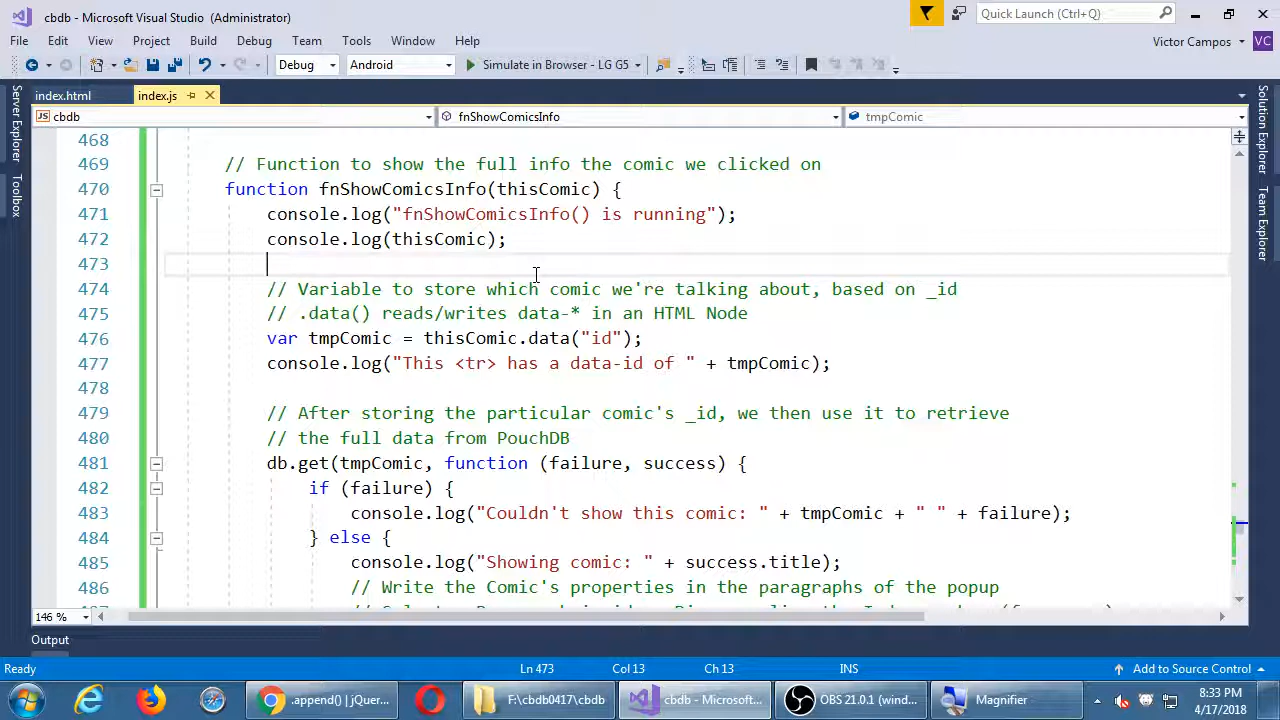 cbdb - Microsoft Visual Studio (Administrator)
Quick Launch (Ctrl+Q)
File Edit View Project Build Debug Team Tools Window Help
Victor Campos VC
Debug Android Simulate in Browser - LG G5
index.html index.js
JS cbdb fnShowComicsInfo tmpComic
Server Explorer
Toolbox
Solution Explorer
Team Explorer
468
469 // Function to show the full info the comic we clicked on
470 function fnShowComicsInfo(thisComic) {
471 console.log("fnShowComicsInfo() is running");
472 console.log(thisComic);
473
474 // Variable to store which comic we're talking about, based on _id
475 // .data() reads/writes data-* in an HTML Node
476 var tmpComic = thisComic.data("id");
477 console.log("This <tr> has a data-id of " + tmpComic);
478
479 // After storing the particular comic's _id, we then use it to retrieve
480 // the full data from PouchDB
481 db.get(tmpComic, function (failure, success) {
482 if (failure) {
483 console.log("Couldn't show this comic: " + tmpComic + " " + failure);
484 } else {
485 console.log("Showing comic: " + success.title);
486 // Write the Comic's properties in the paragraphs of the popup
146 %
Output
Ready Ln 473 Col 13 Ch 13 INS Add to Source Control
.append() | jQuer... F:\cbdb0417\cbdb cbdb - Microsoft... OBS 21.0.1 (wind... Magnifier
8:33 PM
4/17/2018